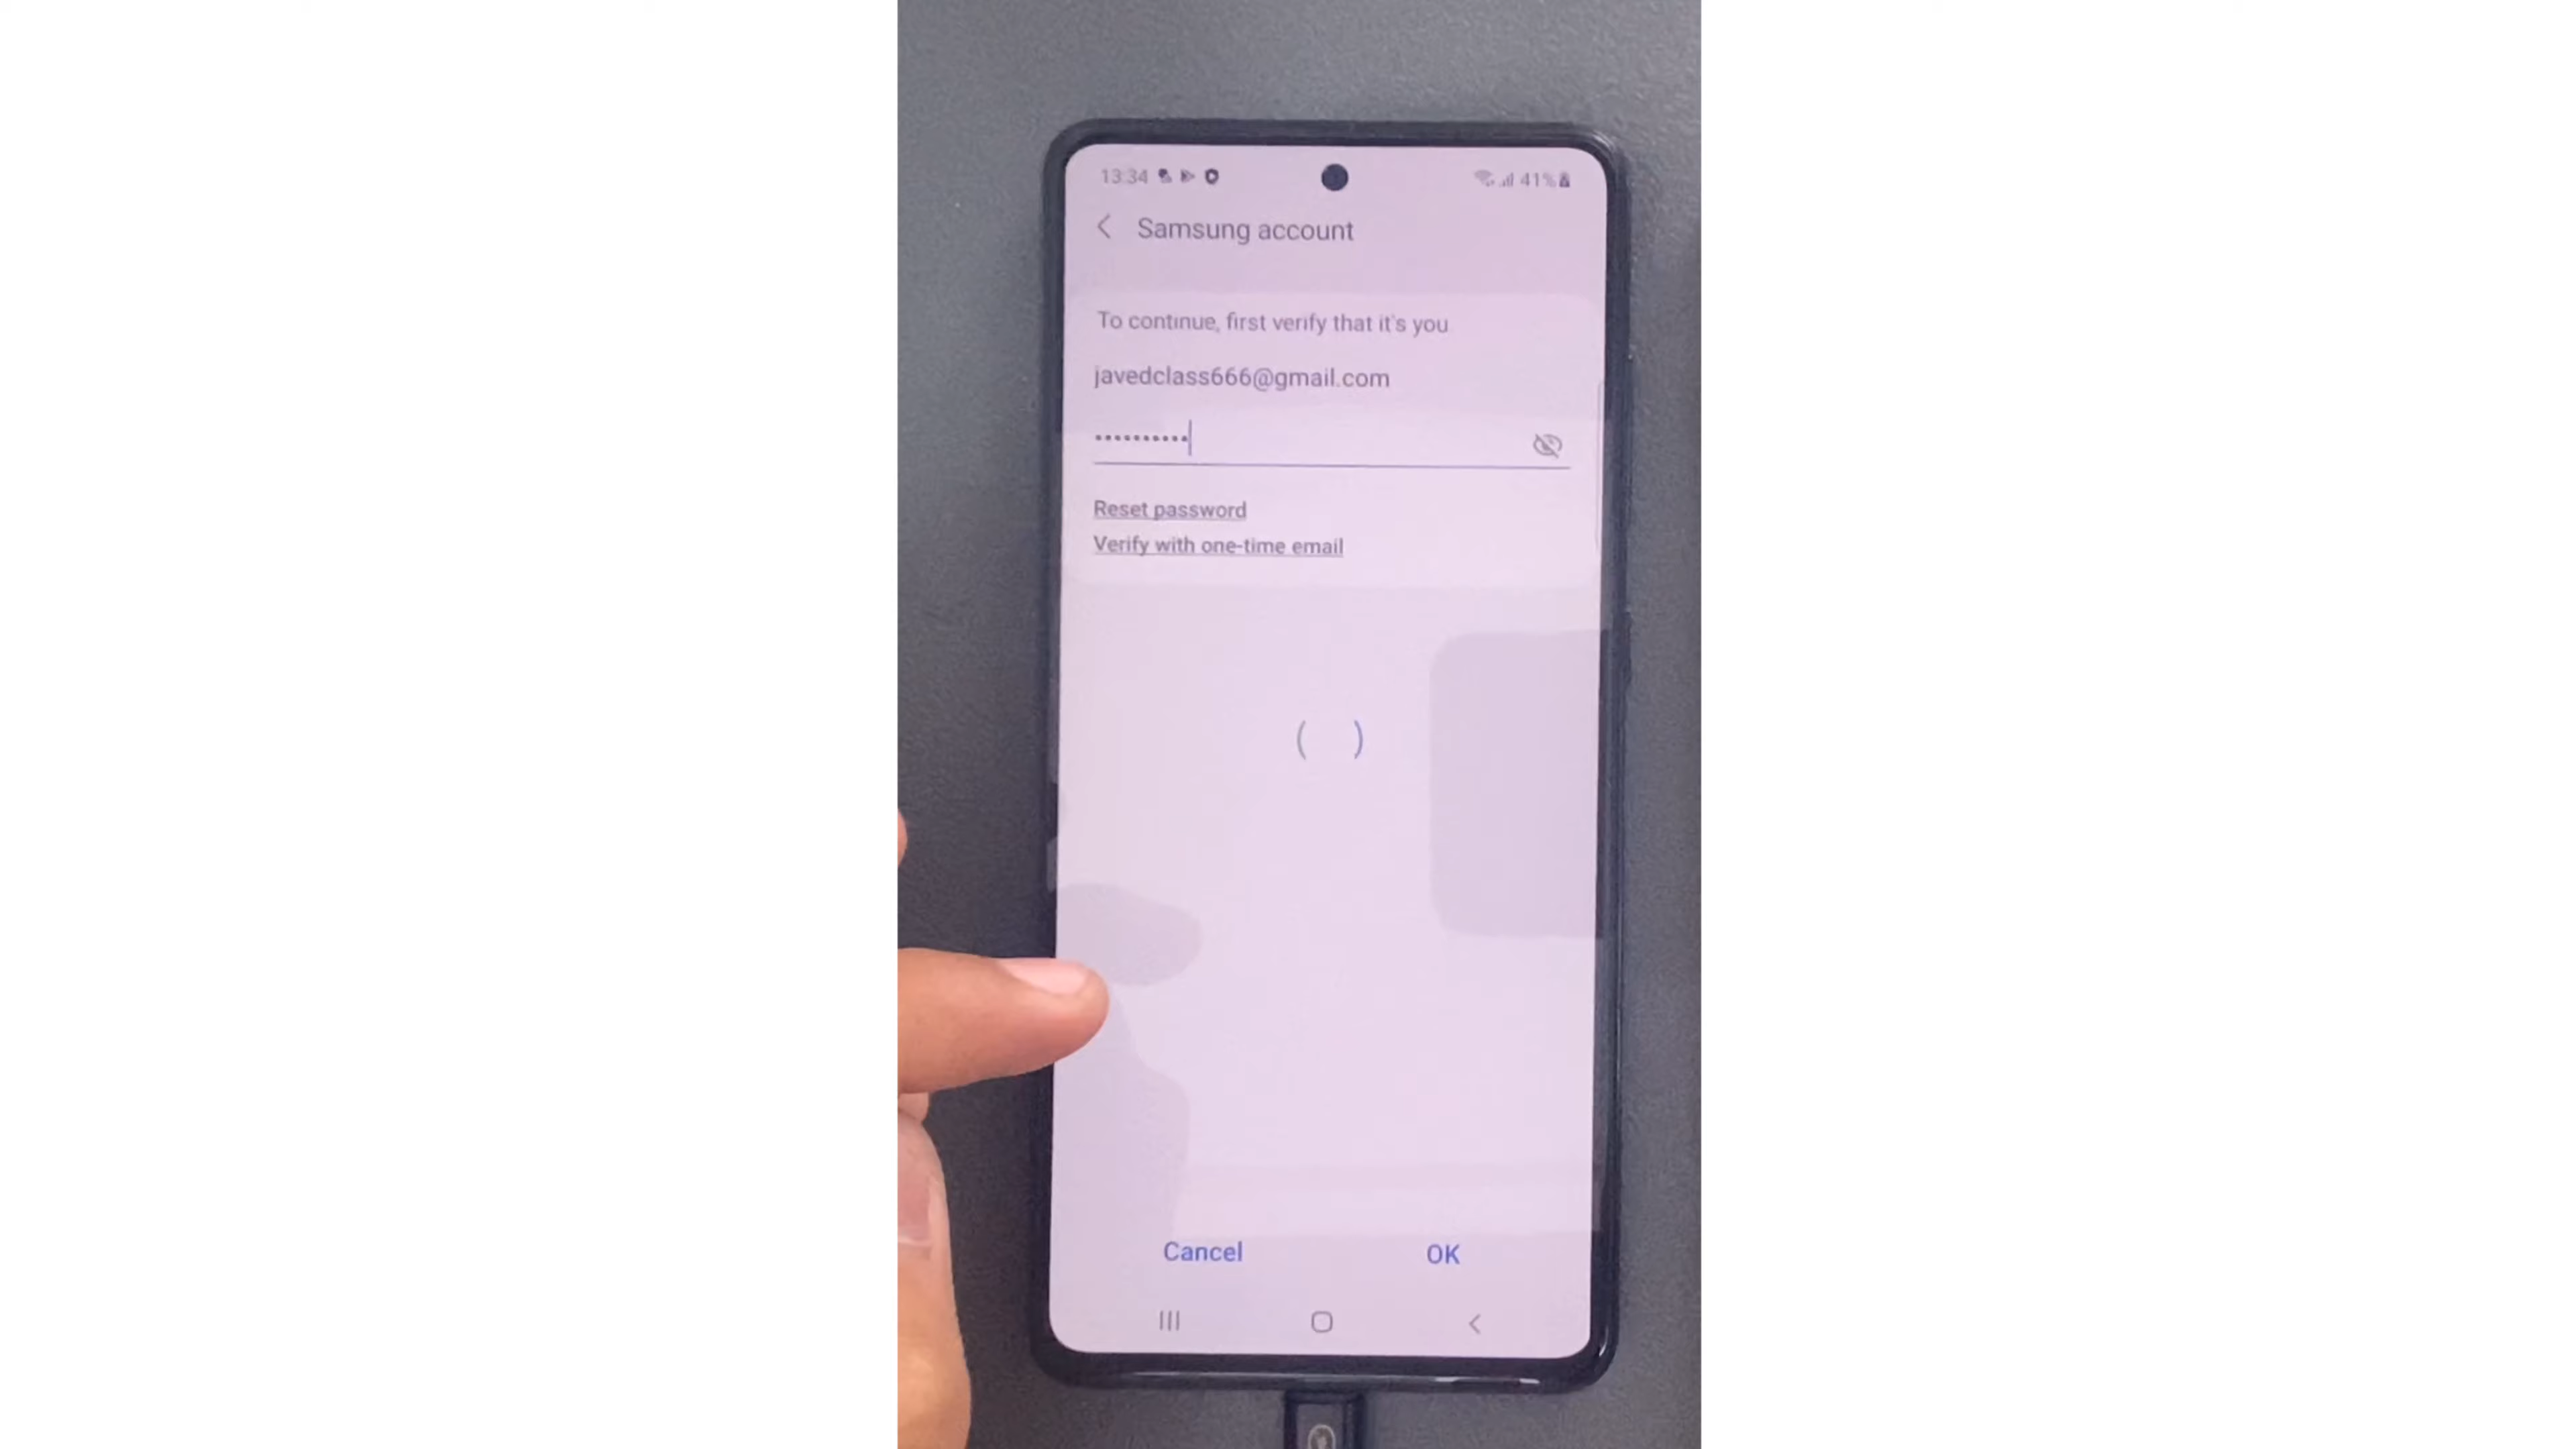 13:34
41%
Samsung account
To continue, first verify that it's you
javedclass666@gmail.com
Reset password
Verify with one-time email
Cancel
OK